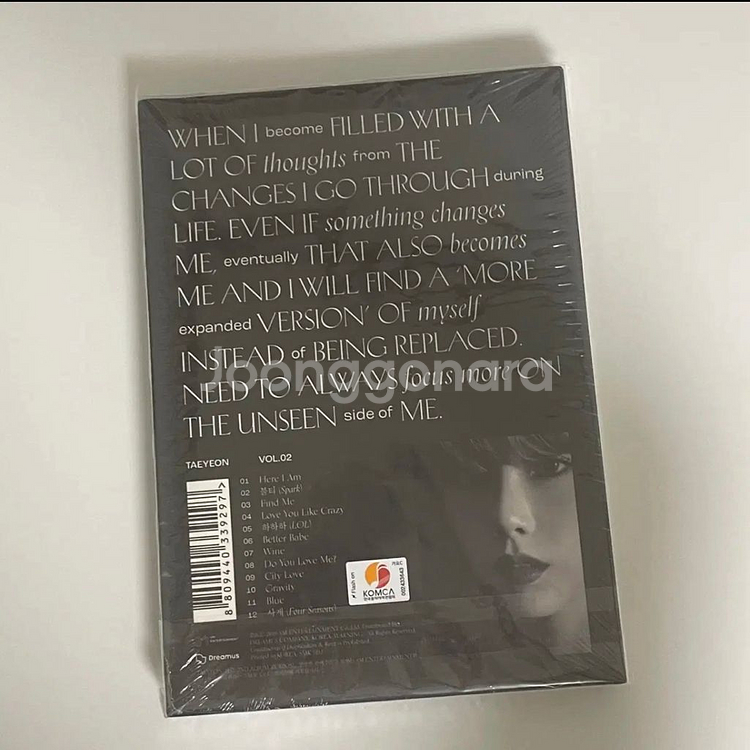 WHEN I become FILLED WITH A
LOT OF thoughts from THE
CHANGES I GO THROUGH during
LIFE. EVEN IF something changes
ME, eventually THAT ALSO becomes
ME AND I WILL FIND A ‘MORE
expanded VERSION’ OF myself
INSTEAD of BEING REPLACED.
NEED TO ALWAYS focus more ON
THE UNSEEN side of ME.
Joonggonara
TAEYEON VOL.02
01 Here I Am
02 불티 (Spark)
03 Find Me
04 Love You Like Crazy
05 하하하 (LOL)
06 Better Babe
07 Wine
08 Do You Love Me?
09 City Love
10 Gravity
11 Blue
12 사계 (Four Seasons)
8 809440 339297 >
Flash on
KOMCA
Dreamus